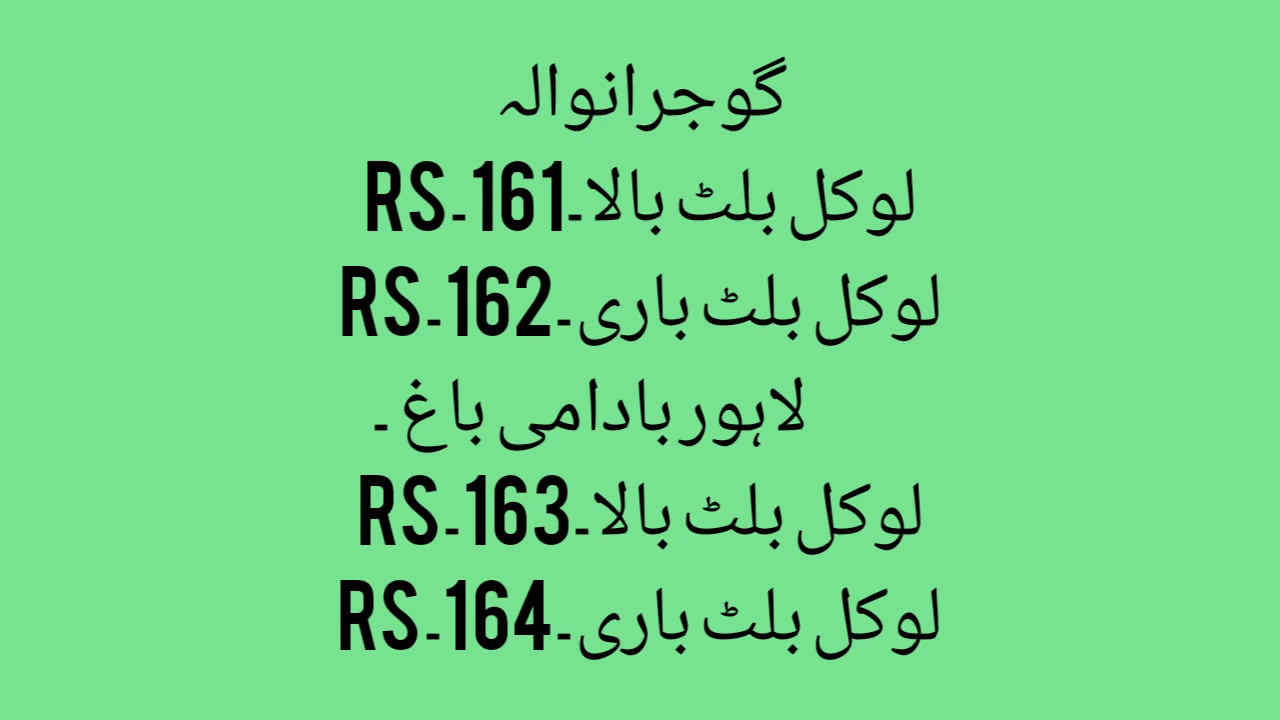 گوجرانوالہ
لوکل بلٹ بالا۔161۔RS
لوکل بلٹ باری۔162۔RS
لاہور بادامی باغ ۔
لوکل بلٹ بالا۔163۔RS
لوکل بلٹ باری۔164۔RS